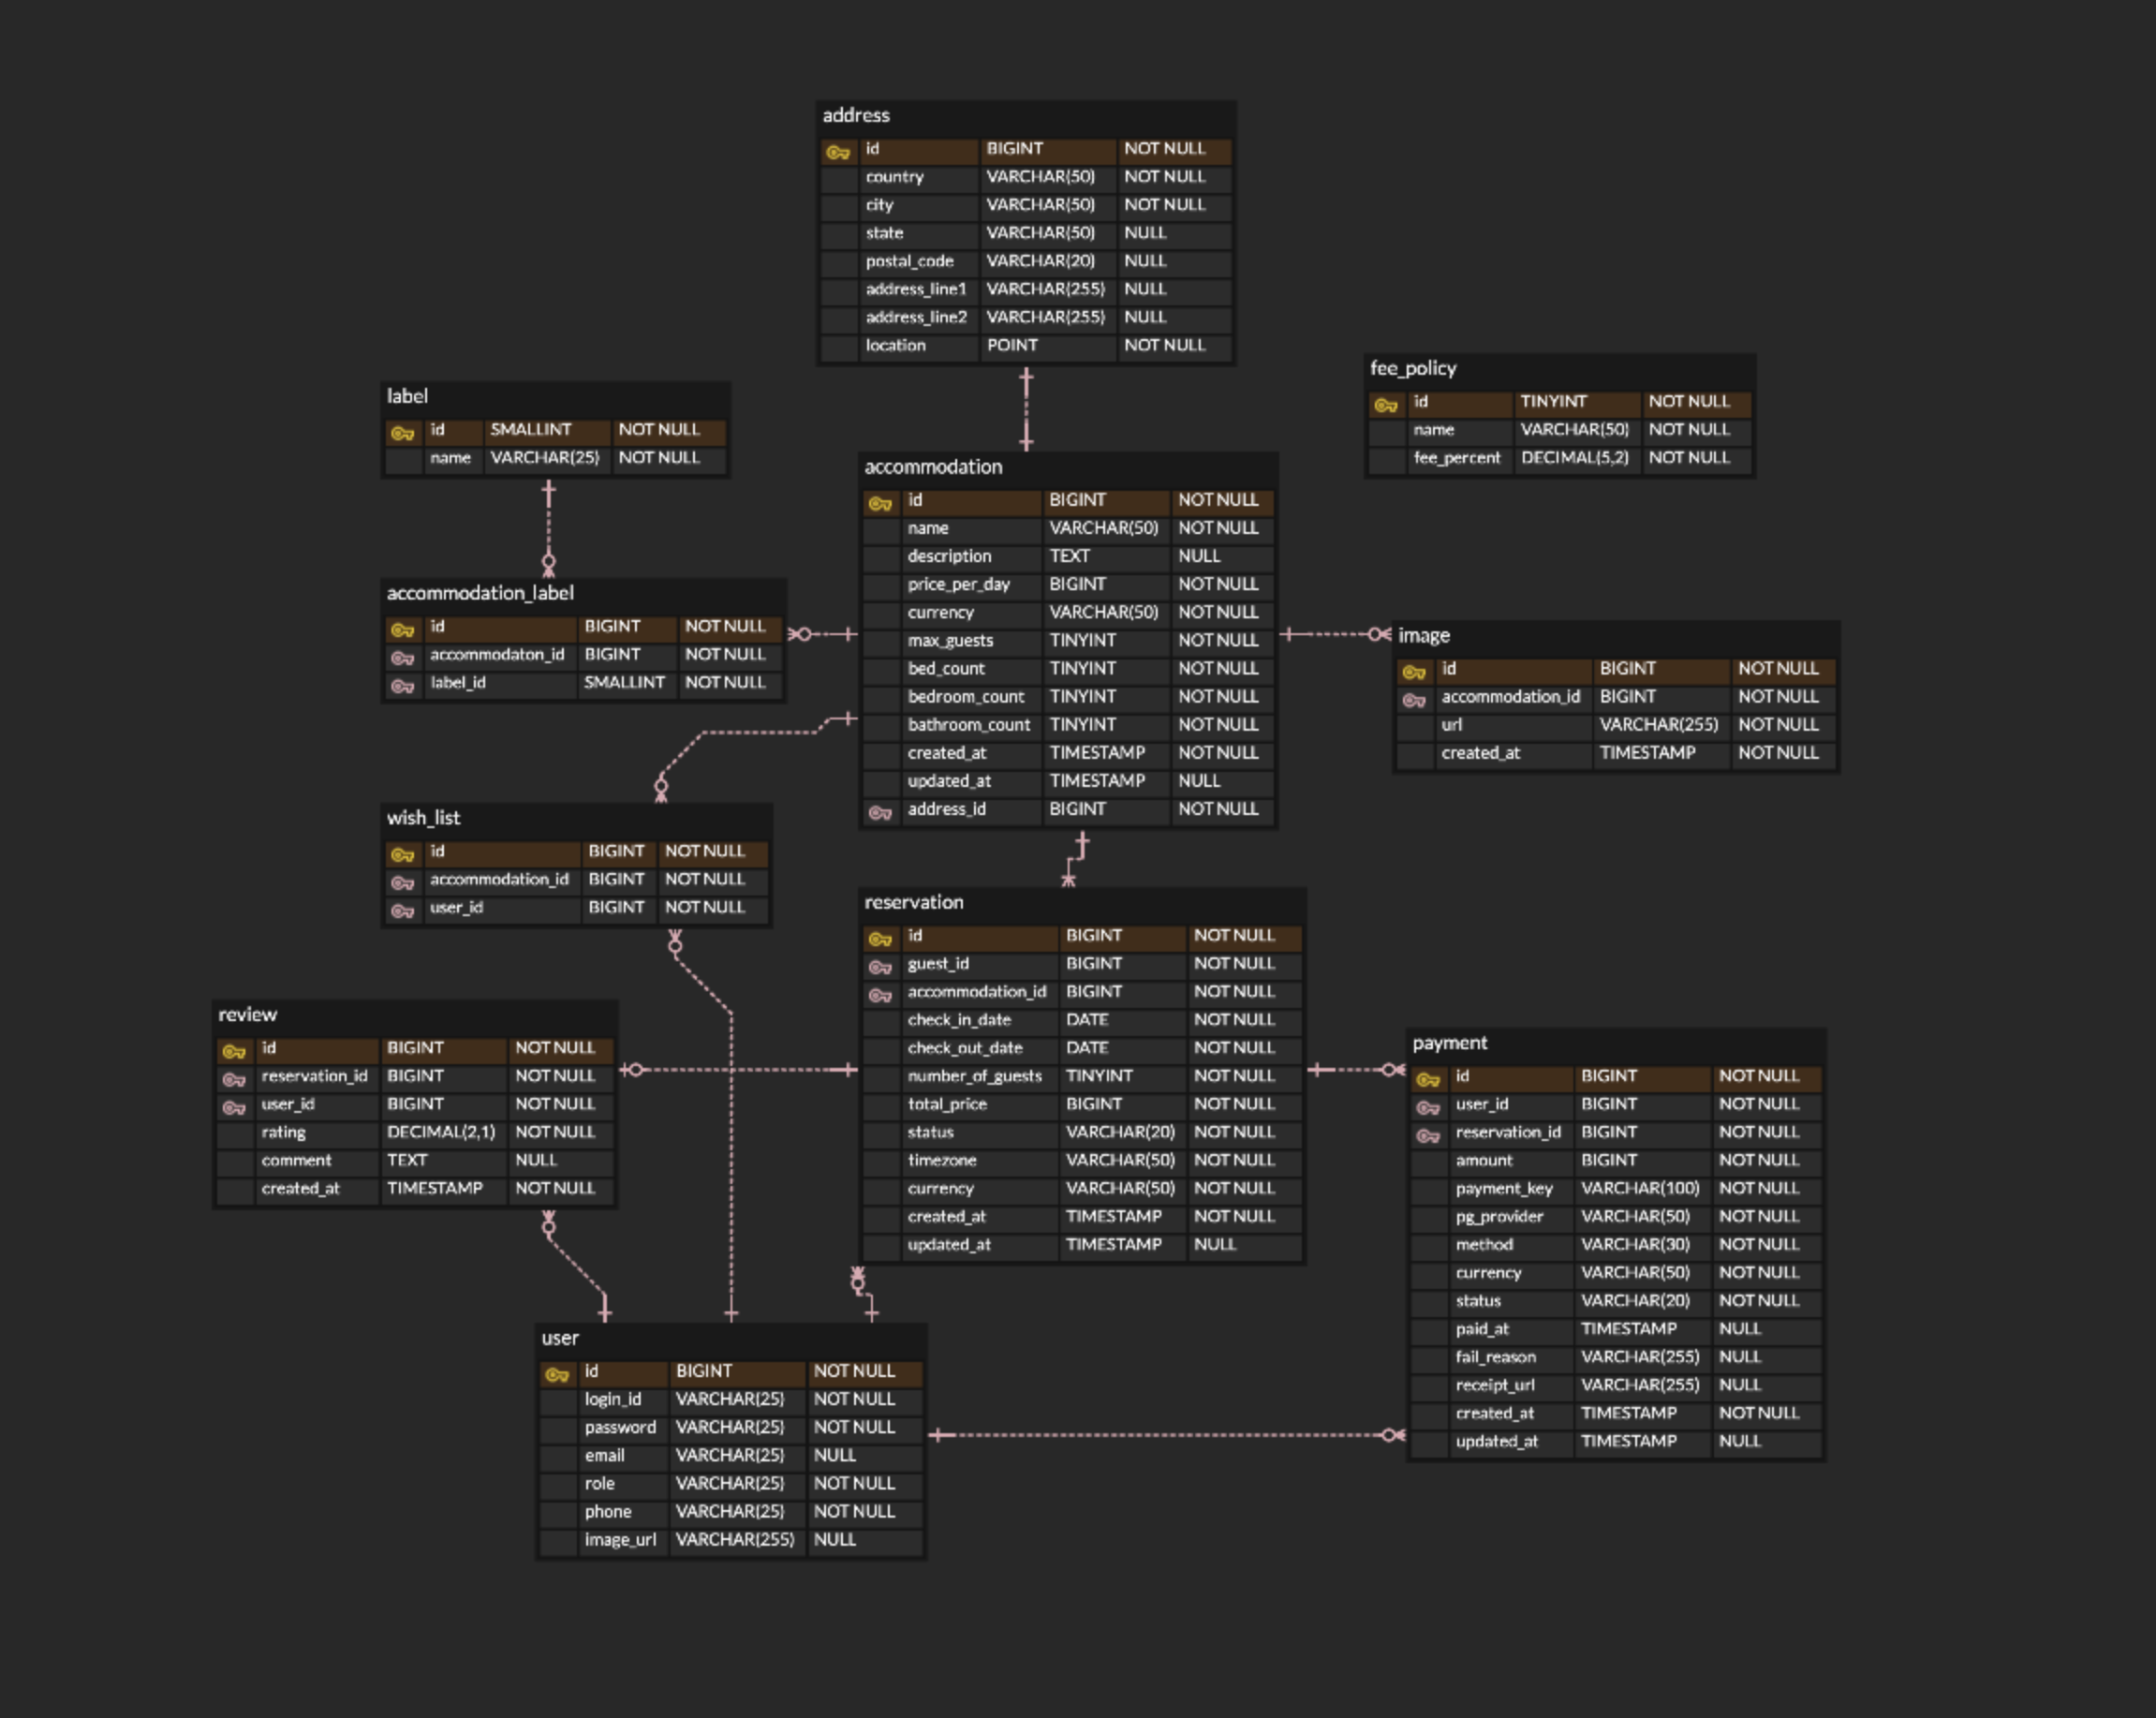 address
id BIGINT NOT NULL
country VARCHAR(50) NOT NULL
city VARCHAR(50) NOT NULL
state VARCHAR(50) NULL
postal_code VARCHAR(20) NULL
address_line1 VARCHAR(255) NULL
address_line2 VARCHAR(255) NULL
location POINT NOT NULL
fee_policy
id TINYINT NOT NULL
name VARCHAR(50) NOT NULL
fee_percent DECIMAL(5,2) NOT NULL
label
id SMALLINT NOT NULL
name VARCHAR(25) NOT NULL
accommodation
id BIGINT NOT NULL
name VARCHAR(50) NOT NULL
description TEXT NULL
price_per_day BIGINT NOT NULL
currency VARCHAR(50) NOT NULL
max_guests TINYINT NOT NULL
bed_count TINYINT NOT NULL
bedroom_count TINYINT NOT NULL
bathroom_count TINYINT NOT NULL
created_at TIMESTAMP NOT NULL
updated_at TIMESTAMP NULL
address_id BIGINT NOT NULL
accommodation_label
id BIGINT NOT NULL
accommodaton_id BIGINT NOT NULL
label_id SMALLINT NOT NULL
image
id BIGINT NOT NULL
accommodation_id BIGINT NOT NULL
url VARCHAR(255) NOT NULL
created_at TIMESTAMP NOT NULL
wish_list
id BIGINT NOT NULL
accommodation_id BIGINT NOT NULL
user_id BIGINT NOT NULL
reservation
id BIGINT NOT NULL
guest_id BIGINT NOT NULL
accommodation_id BIGINT NOT NULL
check_in_date DATE NOT NULL
check_out_date DATE NOT NULL
number_of_guests TINYINT NOT NULL
total_price BIGINT NOT NULL
status VARCHAR(20) NOT NULL
timezone VARCHAR(50) NOT NULL
currency VARCHAR(50) NOT NULL
created_at TIMESTAMP NOT NULL
updated_at TIMESTAMP NULL
review
id BIGINT NOT NULL
reservation_id BIGINT NOT NULL
user_id BIGINT NOT NULL
rating DECIMAL(2,1) NOT NULL
comment TEXT NULL
created_at TIMESTAMP NOT NULL
payment
id BIGINT NOT NULL
user_id BIGINT NOT NULL
reservation_id BIGINT NOT NULL
amount BIGINT NOT NULL
payment_key VARCHAR(100) NOT NULL
pg_provider VARCHAR(50) NOT NULL
method VARCHAR(30) NOT NULL
currency VARCHAR(50) NOT NULL
status VARCHAR(20) NOT NULL
paid_at TIMESTAMP NULL
fail_reason VARCHAR(255) NULL
receipt_url VARCHAR(255) NULL
created_at TIMESTAMP NOT NULL
updated_at TIMESTAMP NULL
user
id BIGINT NOT NULL
login_id VARCHAR(25) NOT NULL
password VARCHAR(25) NOT NULL
email VARCHAR(25) NULL
role VARCHAR(25) NOT NULL
phone VARCHAR(25) NOT NULL
image_url VARCHAR(255) NULL